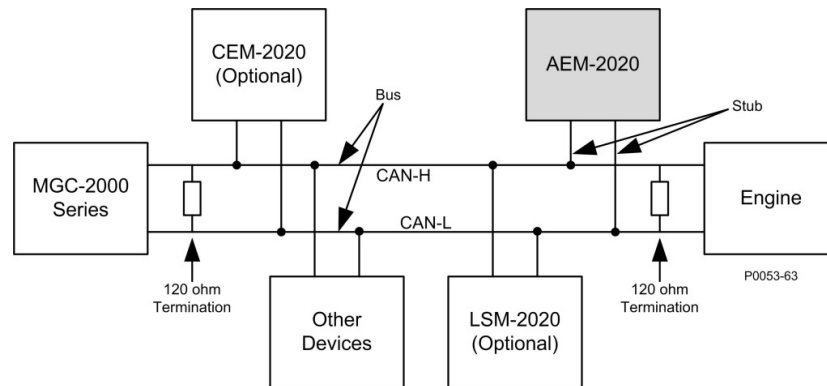 CEM-2020
(Optional)
AEM-2020
Bus
Stub
MGC-2000
Series
CAN-H
Engine
CAN-L
120 ohm
Termination
Other
Devices
LSM-2020
(Optional)
P0053-63
120 ohm
Termination